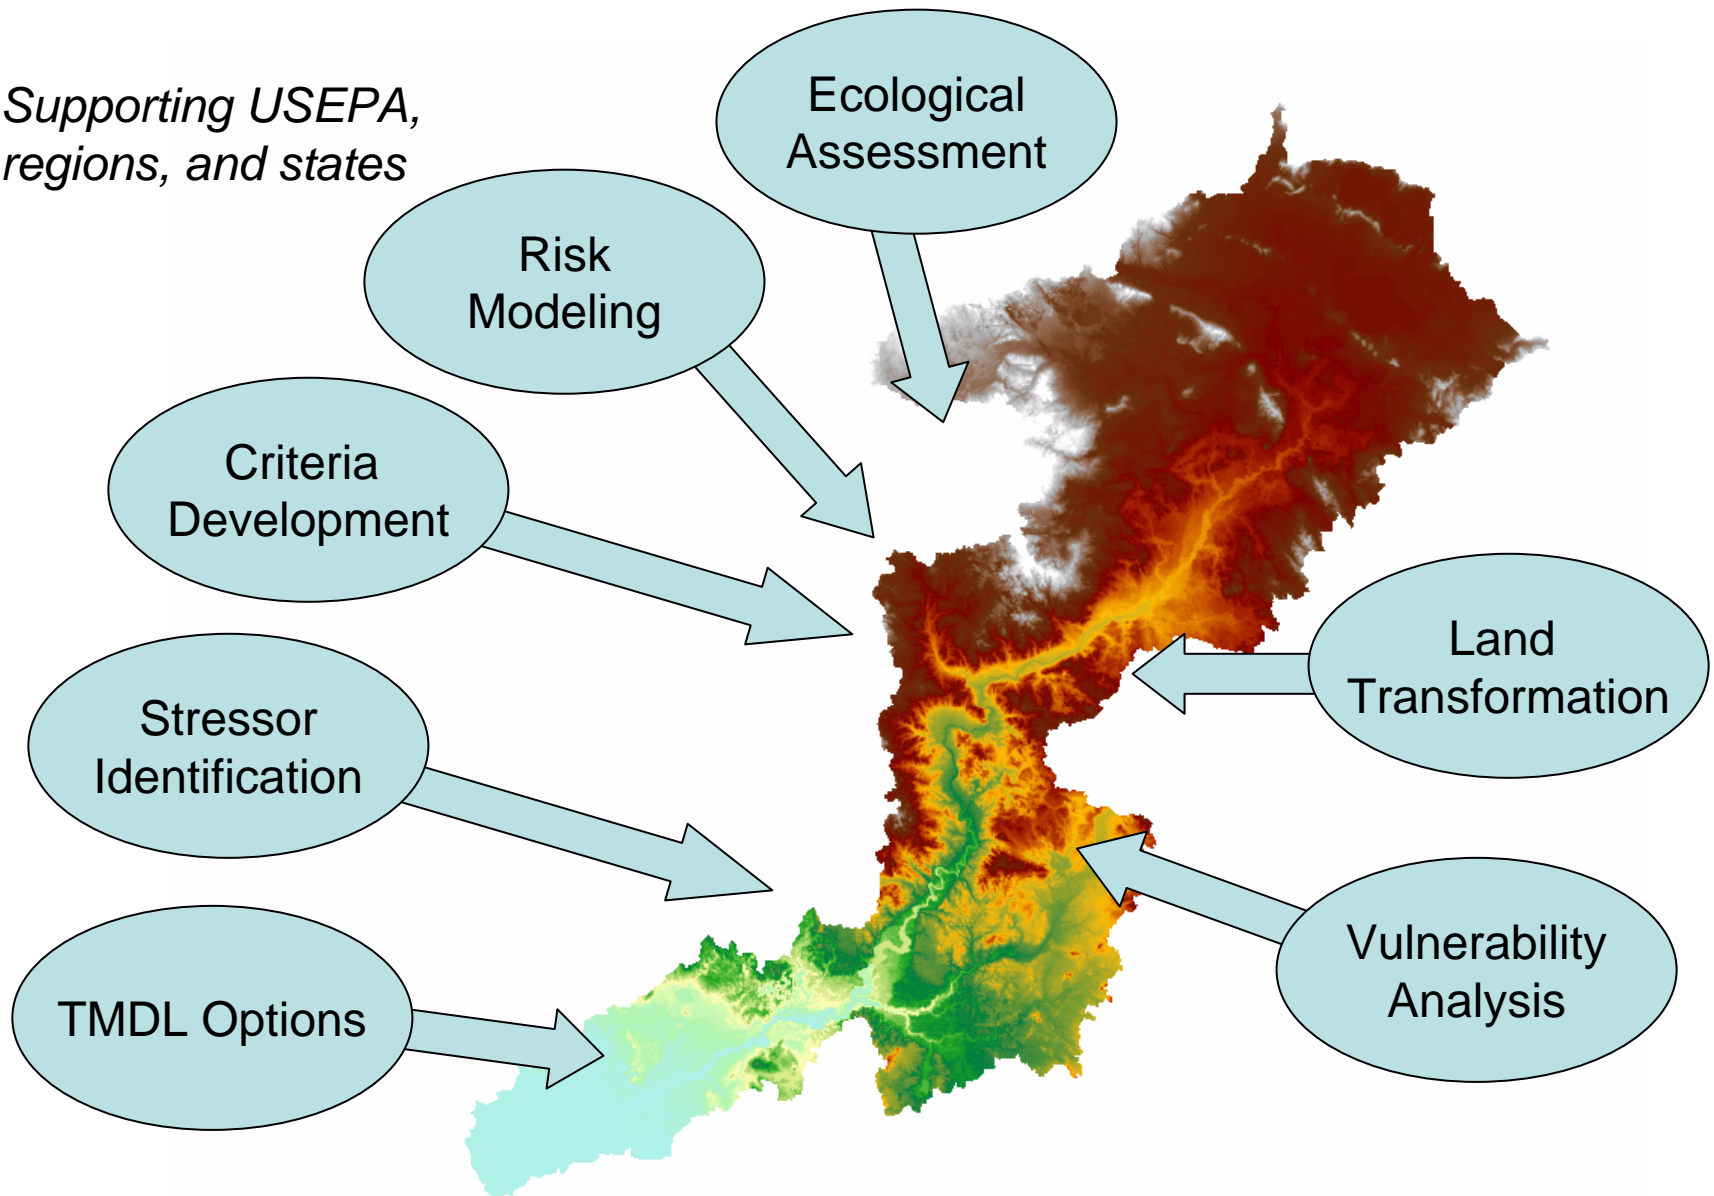 Supporting USEPA,
regions, and states
Ecological
Assessment
Risk
Modeling
Criteria
Development
Stressor
Identification
TMDL Options
Land
Transformation
Vulnerability
Analysis